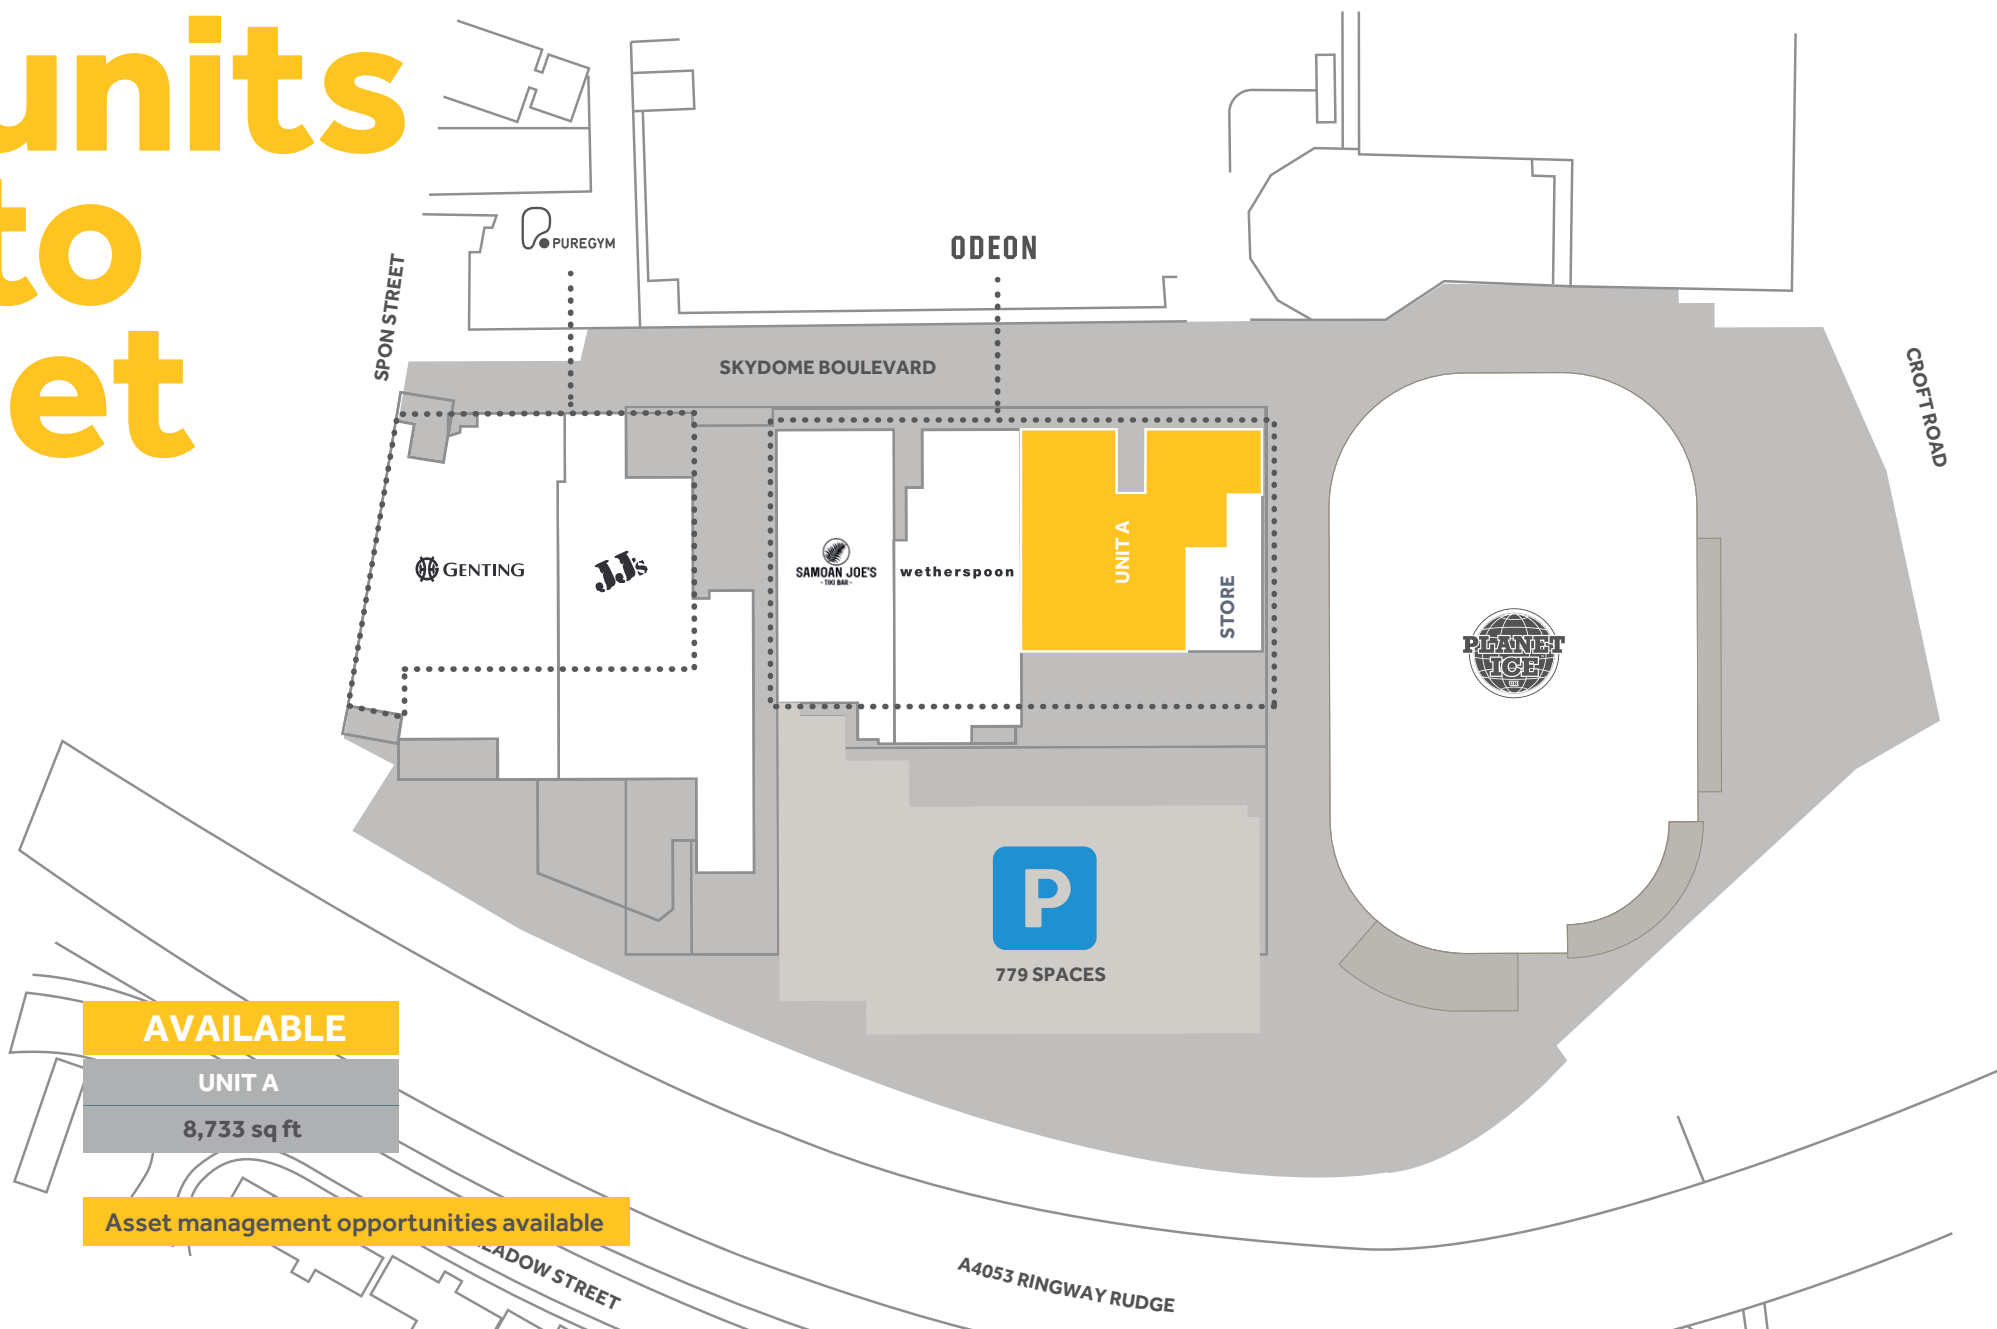 units
to
et
PUREGYM
ODEON
SPON STREET
SKYDOME BOULEVARD
CROFT ROAD
GENTING
JJ's
SAMOAN JOE'S
- TIKI BAR -
wetherspoon
UNIT A
STORE
PLANET
ICE
UK
P
779 SPACES
AVAILABLE
UNIT A
8,733 sq ft
Asset management opportunities available
EADOW STREET
A4053 RINGWAY RUDGE